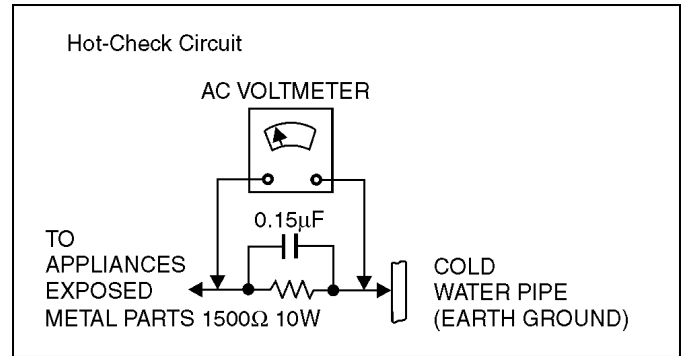 Hot-Check Circuit
AC VOLTMETER
0.15μF
TO
APPLIANCES
EXPOSED
METAL PARTS 1500Ω 10W
COLD
WATER PIPE
(EARTH GROUND)